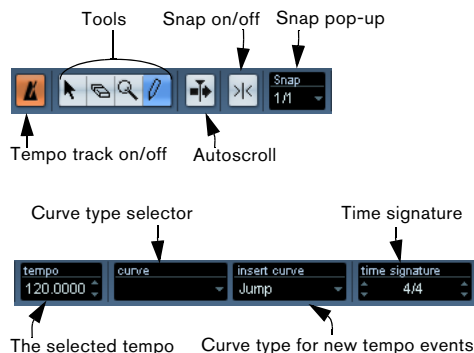 Tools
Snap on/off
Snap pop-up
Snap
1/1
Tempo track on/off
Autoscroll
Curve type selector
Time signature
tempo
120.0000
curve
insert curve
Jump
time signature
4/4
The selected tempo
Curve type for new tempo events